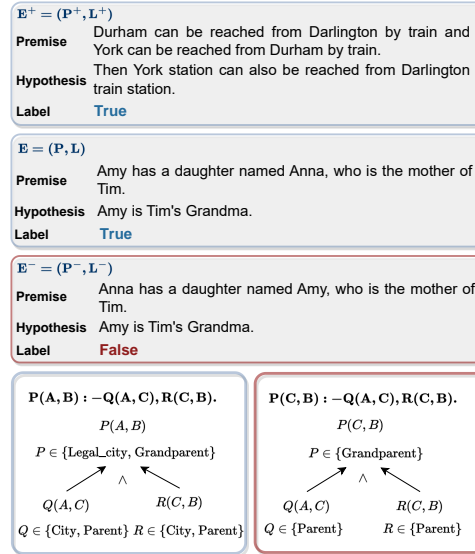 E⁺ = (P⁺, L⁺)
Premise Durham can be reached from Darlington by train and
York can be reached from Durham by train.
Hypothesis Then York station can also be reached from Darlington
train station.
Label True
E = (P, L)
Premise Amy has a daughter named Anna, who is the mother of
Tim.
Hypothesis Amy is Tim's Grandma.
Label True
E⁻ = (P⁻, L⁻)
Premise Anna has a daughter named Amy, who is the mother of
Tim.
Hypothesis Amy is Tim's Grandma.
Label False
P(A, B) : −Q(A, C), R(C, B).
P(A, B)
P ∈ {Legal_city, Grandparent}
∧
Q(A, C) R(C, B)
Q ∈ {City, Parent} R ∈ {City, Parent}
P(C, B) : −Q(A, C), R(C, B).
P(C, B)
P ∈ {Grandparent}
∧
Q(A, C) R(C, B)
Q ∈ {Parent} R ∈ {Parent}